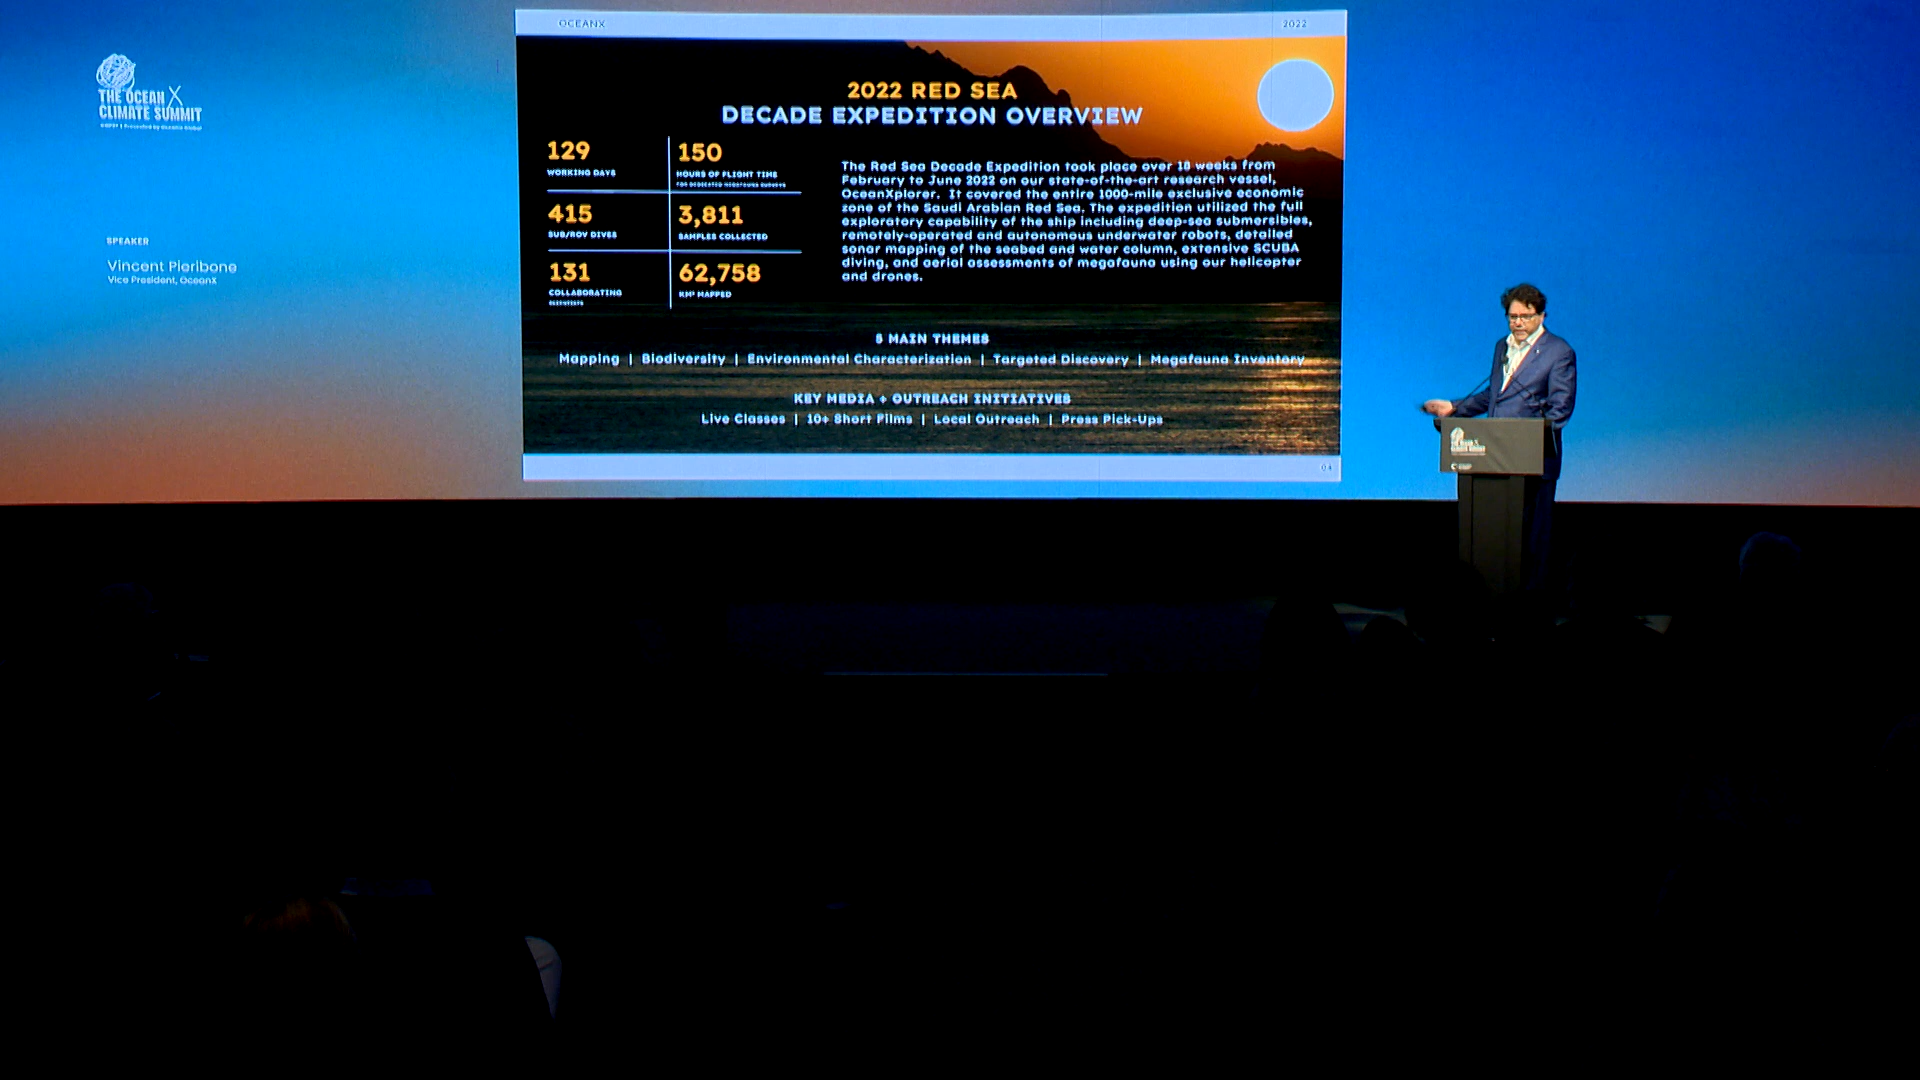 THE OCEAN X
CLIMATE SUMMIT
SPEAKER
Vincent Pieribone
Vice President, OceanX
OCEANX
2022
2022 RED SEA
DECADE EXPEDITION OVERVIEW
129
WORKING DAYS
150
HOURS OF FLIGHT TIME
FOR DEDICATED MEGAFAUNA SURVEYS
415
SUB/ROV DIVES
3,811
SAMPLES COLLECTED
131
COLLABORATING
SCIENTISTS
62,758
KM² MAPPED
The Red Sea Decade Expedition took place over 18 weeks from
February to June 2022 on our state-of-the-art research vessel,
OceanXplorer. It covered the entire 1000-mile exclusive economic
zone of the Saudi Arabian Red Sea. The expedition utilized the full
exploratory capability of the ship including deep-sea submersibles,
remotely-operated and autonomous underwater robots, detailed
sonar mapping of the seabed and water column, extensive SCUBA
diving, and aerial assessments of megafauna using our helicopter
and drones.
5 MAIN THEMES
Mapping | Biodiversity | Environmental Characterization | Targeted Discovery | Megafauna Inventory
KEY MEDIA + OUTREACH INITIATIVES
Live Classes | 10+ Short Films | Local Outreach | Press Pick-Ups
04